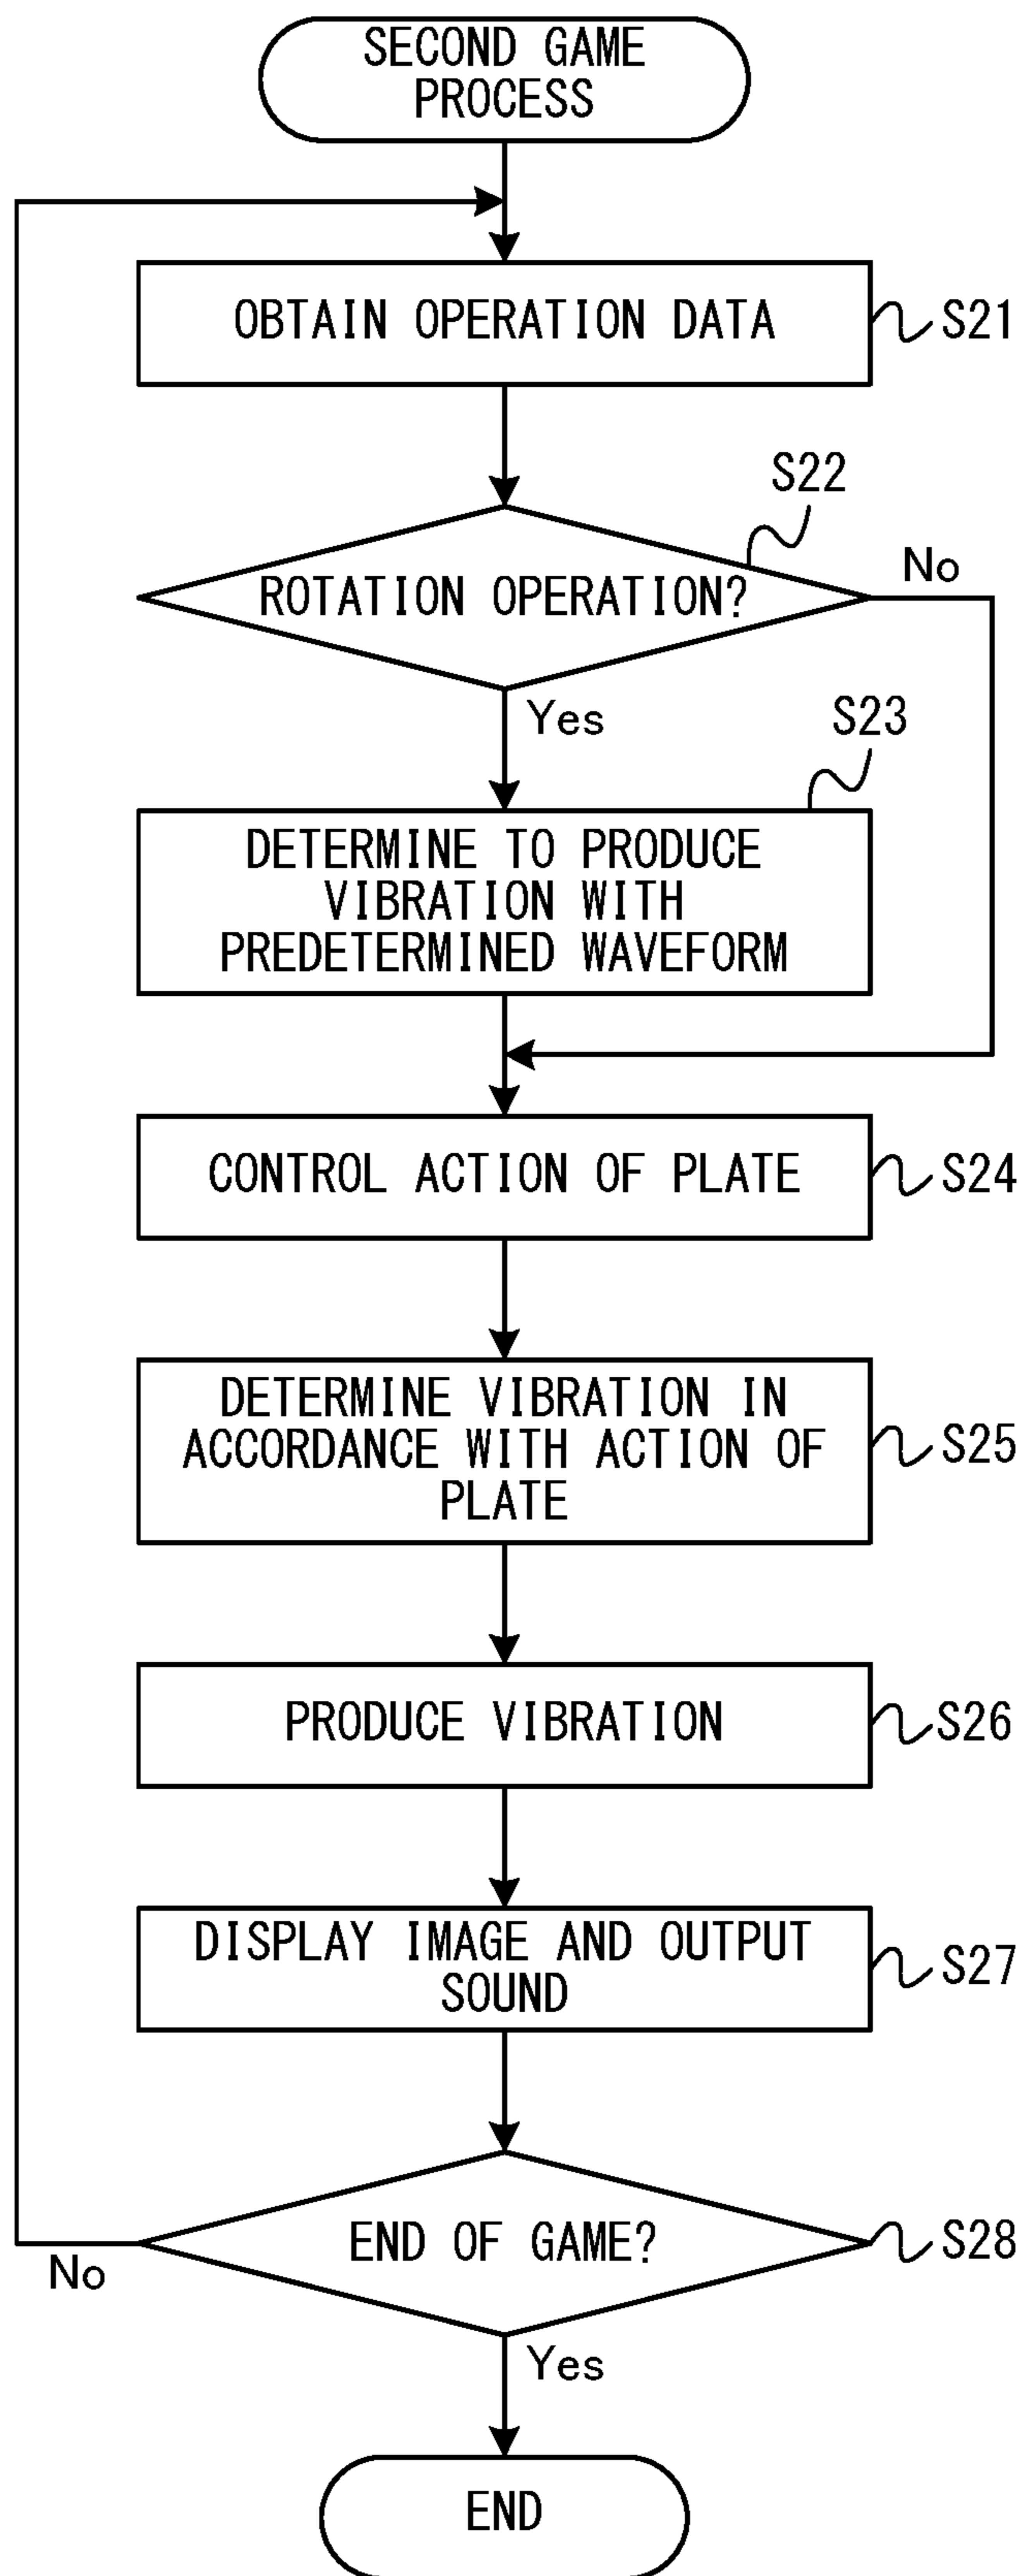 SECOND GAME
PROCESS
OBTAIN OPERATION DATA
S21
S22
ROTATION OPERATION?
No
Yes
S23
DETERMINE TO PRODUCE
VIBRATION WITH
PREDETERMINED WAVEFORM
CONTROL ACTION OF PLATE
S24
DETERMINE VIBRATION IN
ACCORDANCE WITH ACTION OF
PLATE
S25
PRODUCE VIBRATION
S26
DISPLAY IMAGE AND OUTPUT
SOUND
S27
END OF GAME?
S28
No
Yes
END